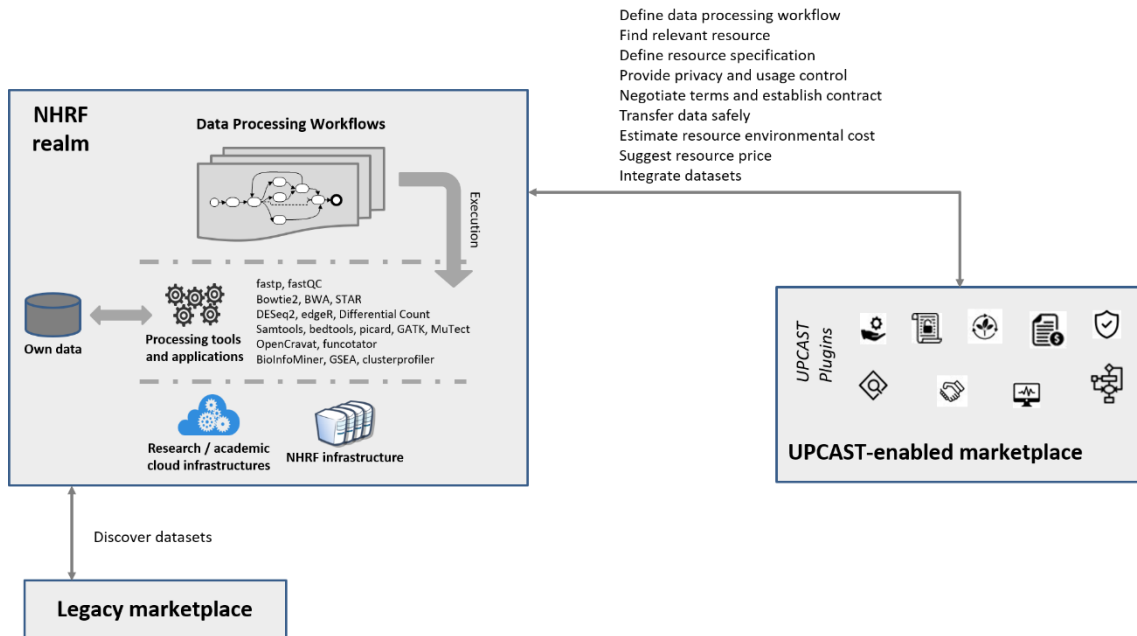 Define data processing workflow
Find relevant resource
Define resource specification
Provide privacy and usage control
Negotiate terms and establish contract
Transfer data safely
Estimate resource environmental cost
Suggest resource price
Integrate datasets
NHRF
realm
Data Processing Workflows
Execution
fastp, fastQC
Bowtie2, BWA, STAR
DESeq2, edgeR, Differential Count
Samtools, bedtools, picard, GATK, MuTect
OpenCravat, funcotator
BioInfoMiner, GSEA, clusterprofiler
Own data
Processing tools
and applications
Research / academic
cloud infrastructures
NHRF infrastructure
UPCAST
Plugins
UPCAST-enabled marketplace
Discover datasets
Legacy marketplace